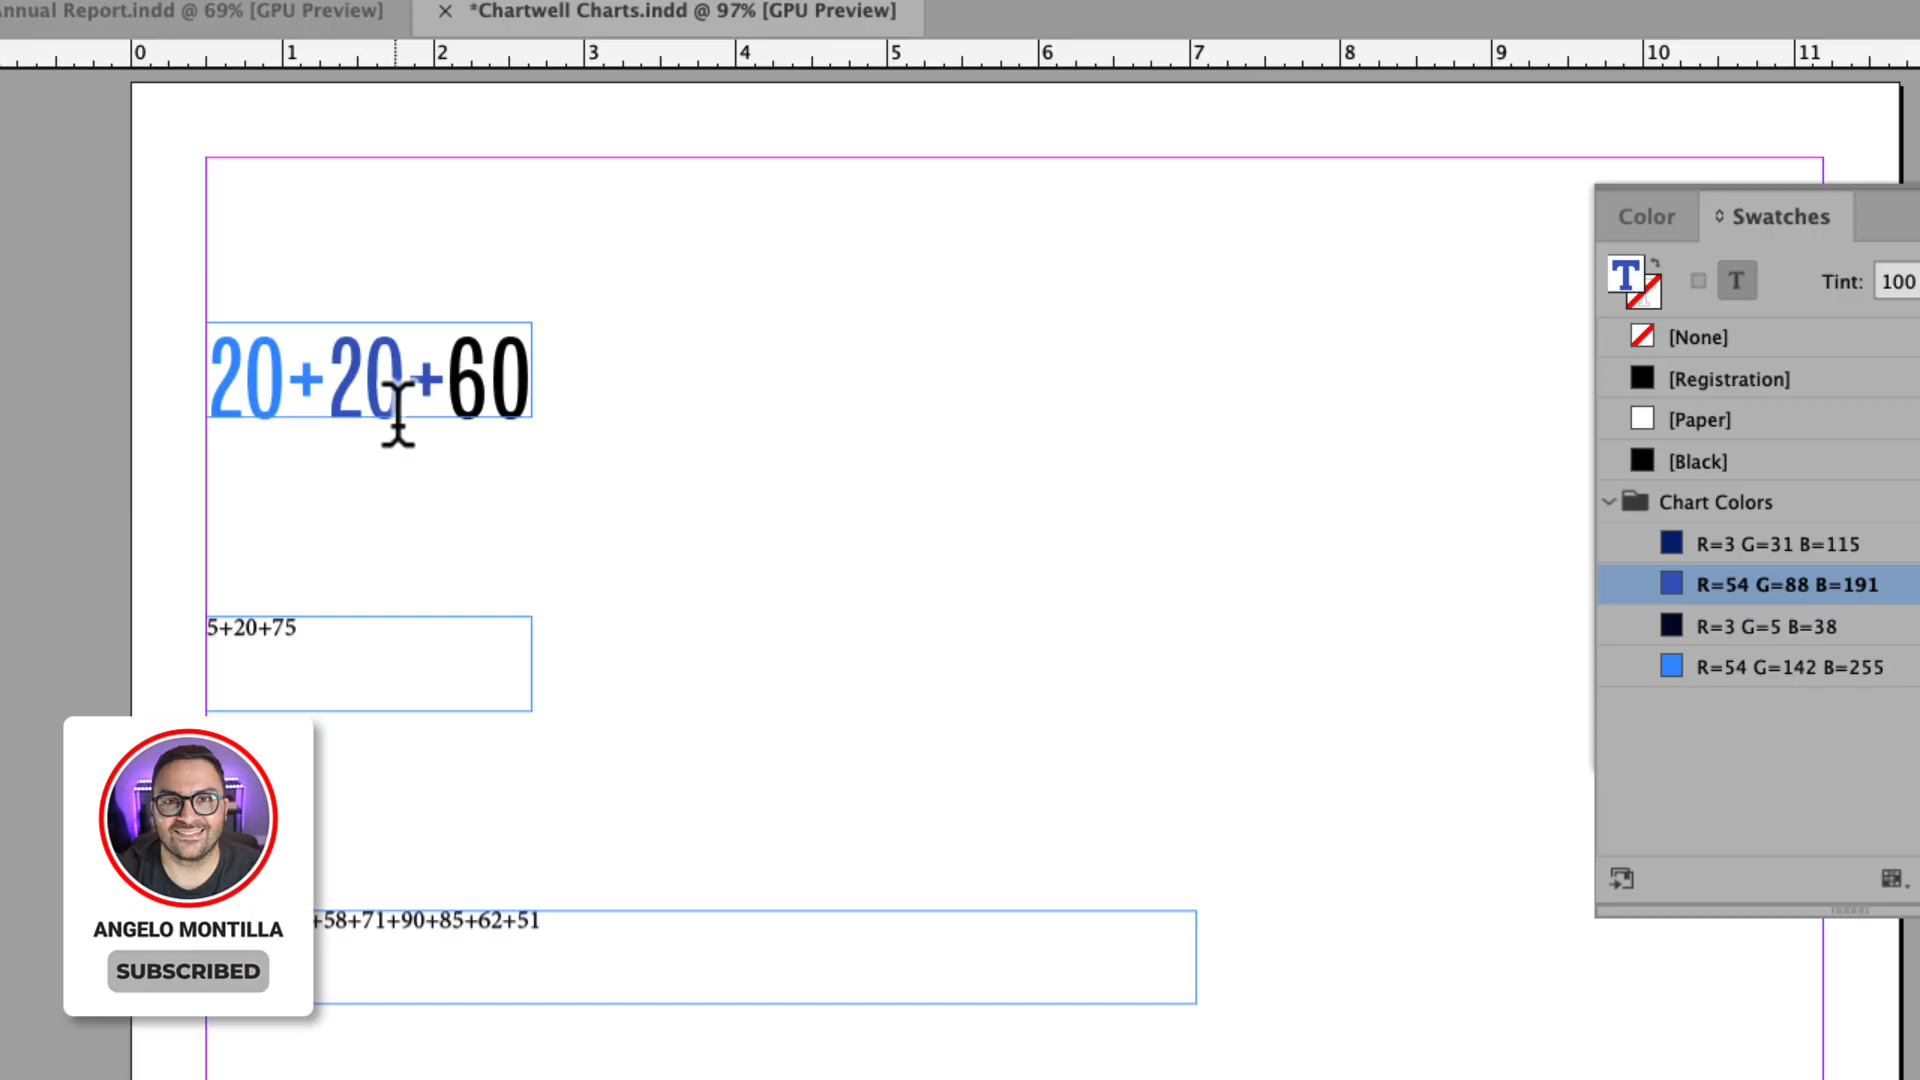 Annual Report.indd @ 69% [GPU Preview]
× *Chartwell Charts.indd @ 97% [GPU Preview]
0 1 2 3 4 5 6 7 8 9 10 11
Color Swatches
T T Tint: 100
[None]
20+20+60
[Registration]
[Paper]
[Black]
Chart Colors
R=3 G=31 B=115
R=54 G=88 B=191
5+20+75
R=3 G=5 B=38
R=54 G=142 B=255
+58+71+90+85+62+51
ANGELO MONTILLA
SUBSCRIBED